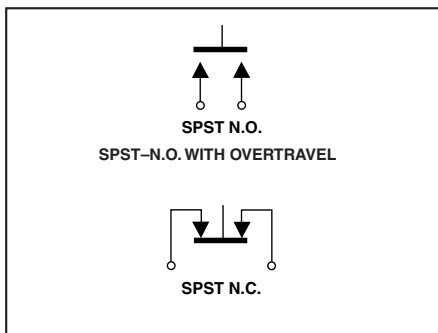 SPST N.O.
SPST–N.O. WITH OVERTRAVEL
SPST N.C.